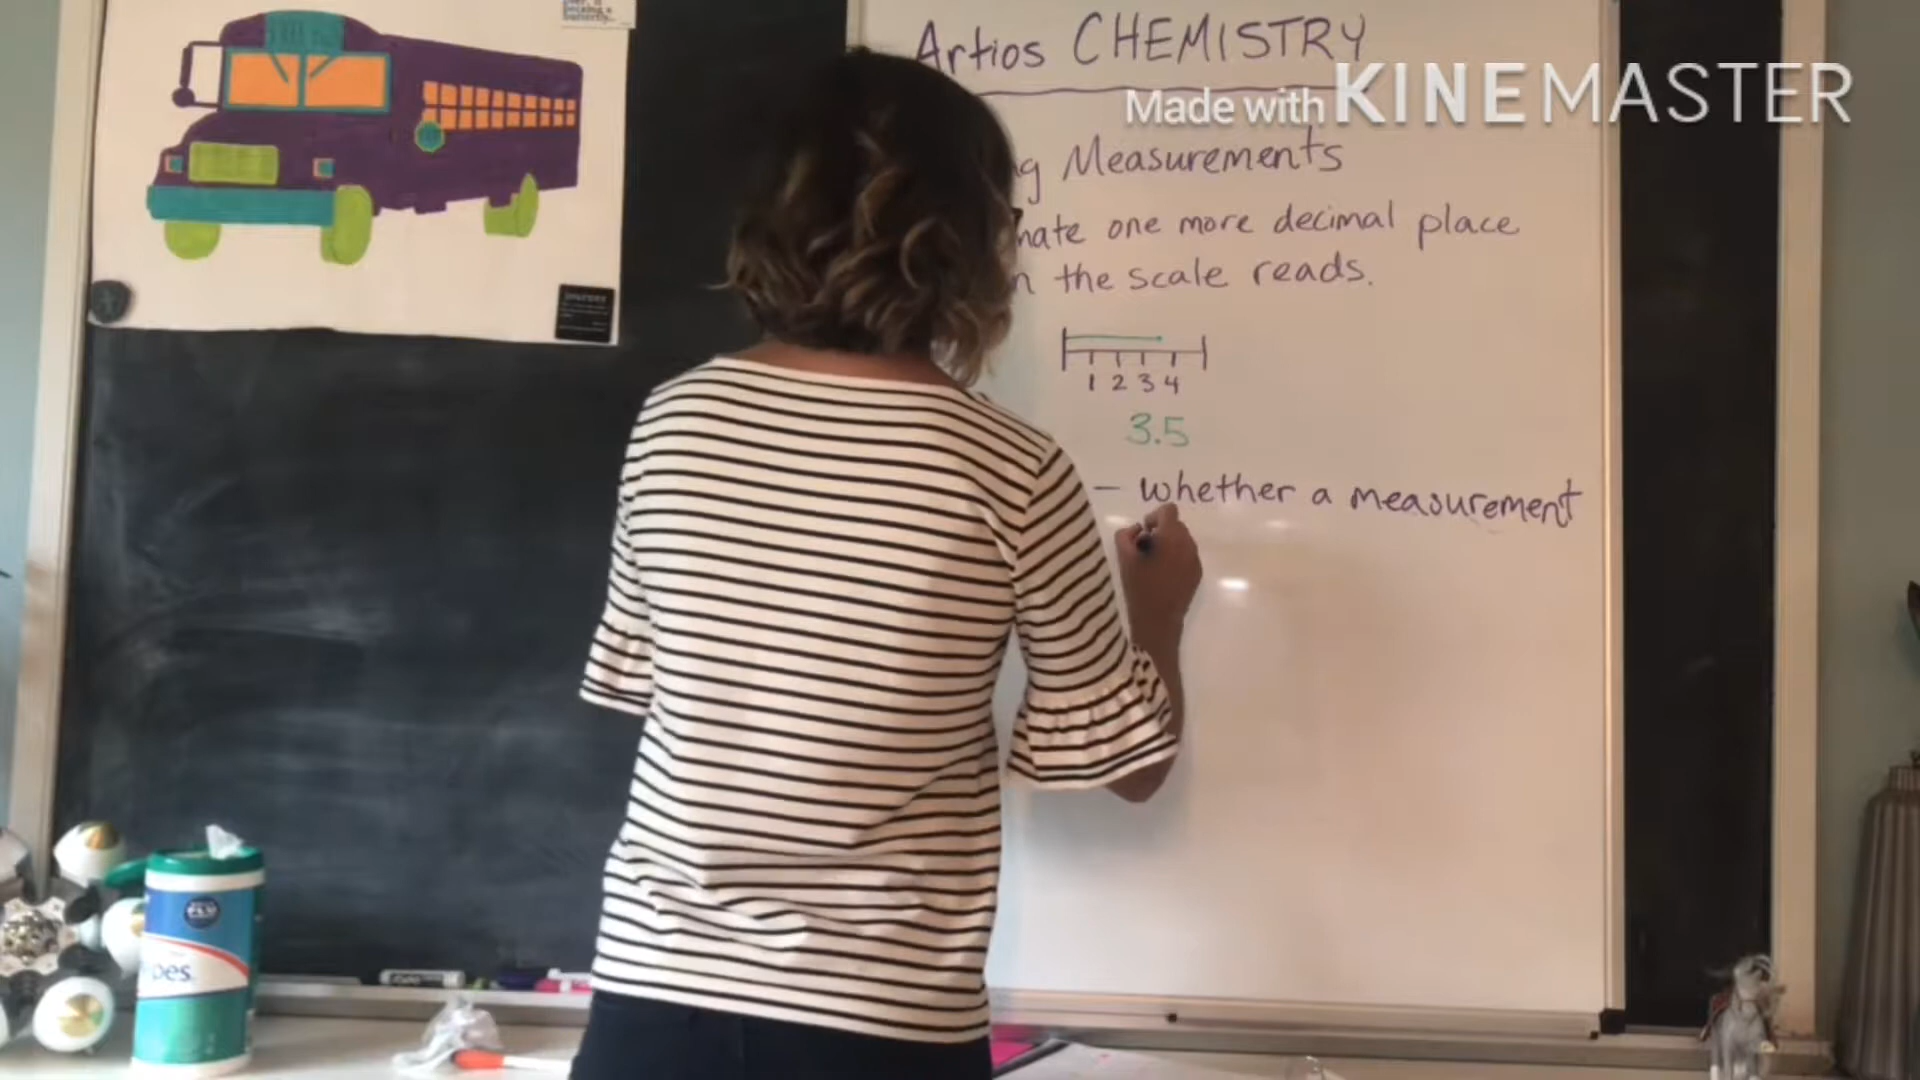 Artios CHEMISTRY
Made with KINEMASTER
Measurements
one more decimal place
the scale reads.
1 2 3 4
3.5
— whether a measurement